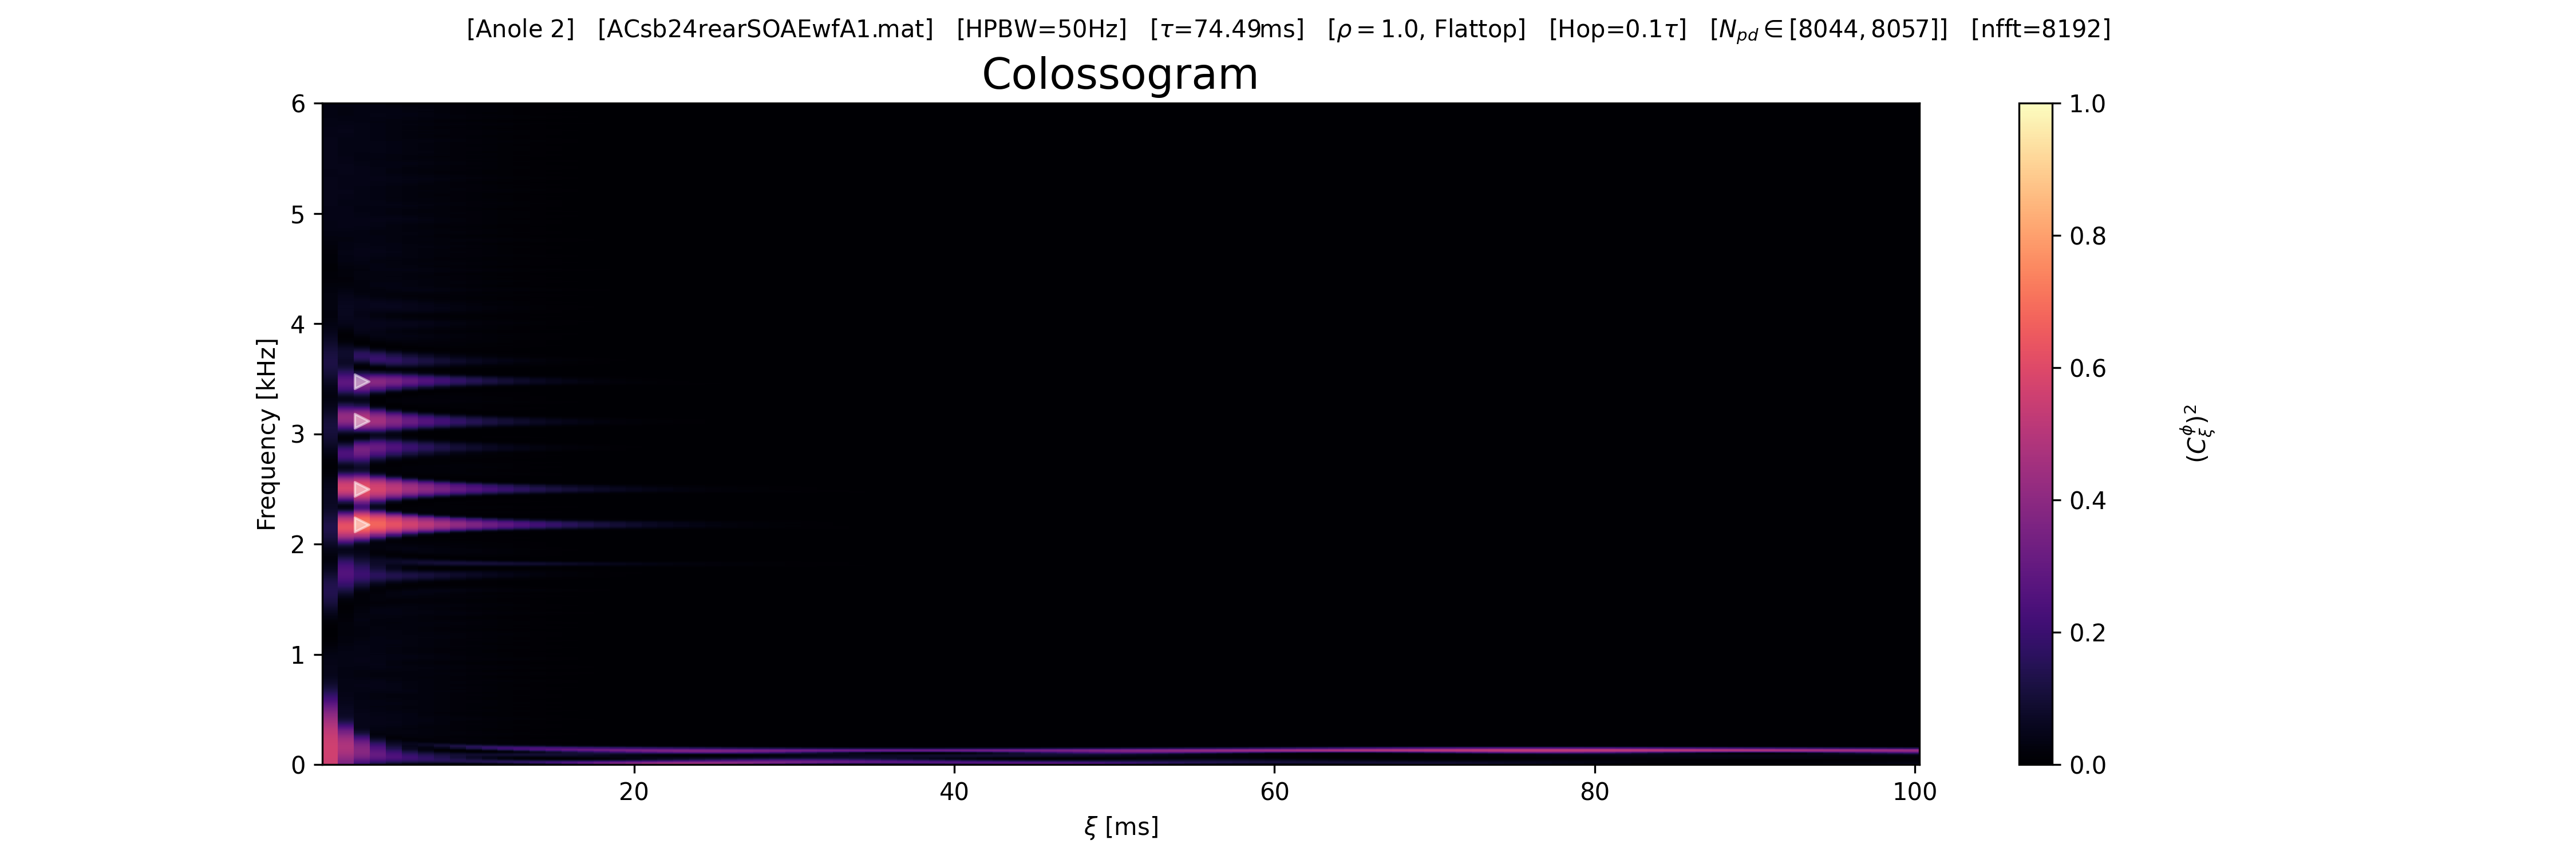 [Anole 2] [ACsb24rearSOAEwfA1.mat] [HPBW=50Hz] [τ=74.49ms] [ρ = 1.0, Flattop] [Hop=0.1τ] [N_pd ∈ [8044, 8057]] [nfft=8192]
Colossogram
6
5
4
3
2
1
0
Frequency [kHz]
20 40 60 80 100
ξ [ms]
1.0
0.8
0.6
0.4
0.2
0.0
(C_ξ^ϕ)²